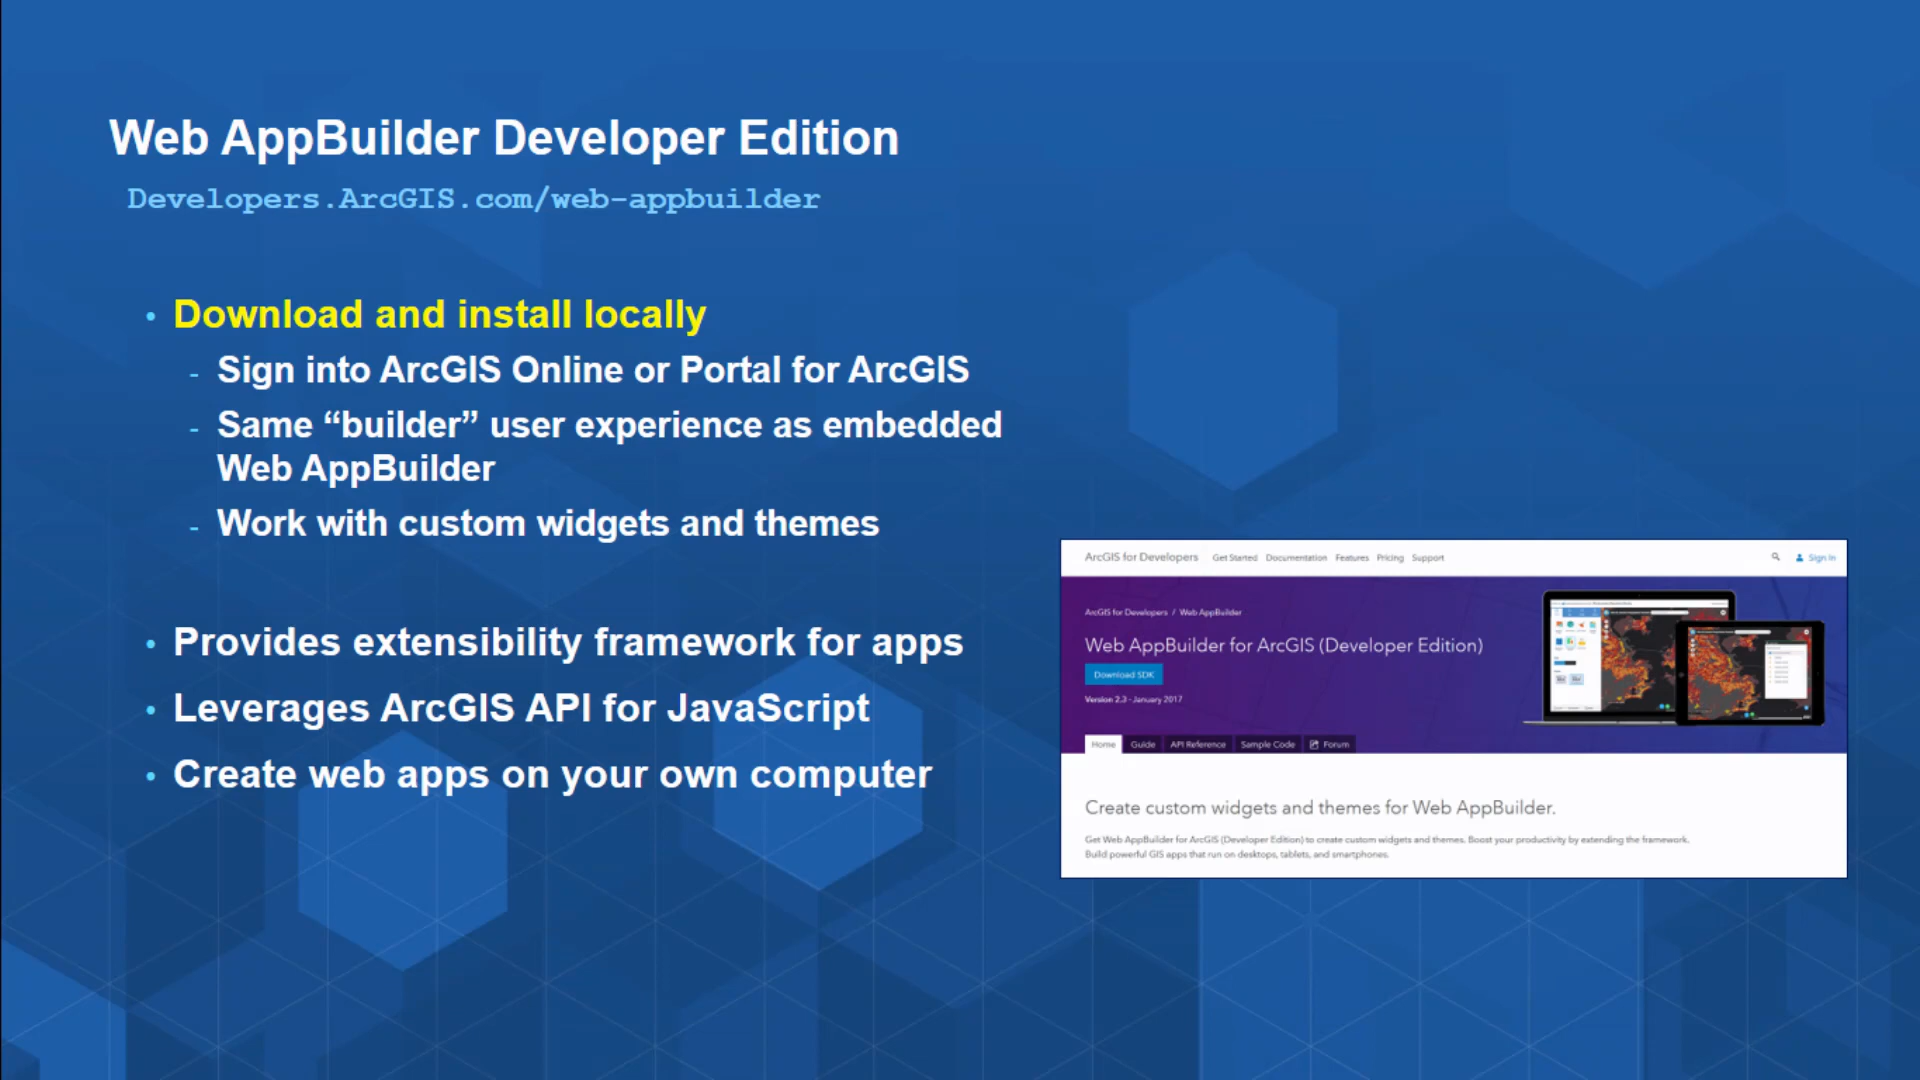 Web AppBuilder Developer Edition
Developers.ArcGIS.com/web-appbuilder
• Download and install locally
- Sign into ArcGIS Online or Portal for ArcGIS
- Same “builder” user experience as embedded
Web AppBuilder
- Work with custom widgets and themes
• Provides extensibility framework for apps
• Leverages ArcGIS API for JavaScript
• Create web apps on your own computer
ArcGIS for Developers Get Started Documentation Features Pricing Support Sign In
ArcGIS for Developers / Web AppBuilder
Web AppBuilder for ArcGIS (Developer Edition)
Download SDK
Version 2.3 - January 2017
Home Guide API Reference Sample Code Forum
Create custom widgets and themes for Web AppBuilder.
Get Web AppBuilder for ArcGIS (Developer Edition) to create custom widgets and themes. Boost your productivity by extending the framework.
Build powerful GIS apps that run on desktops, tablets, and smartphones.